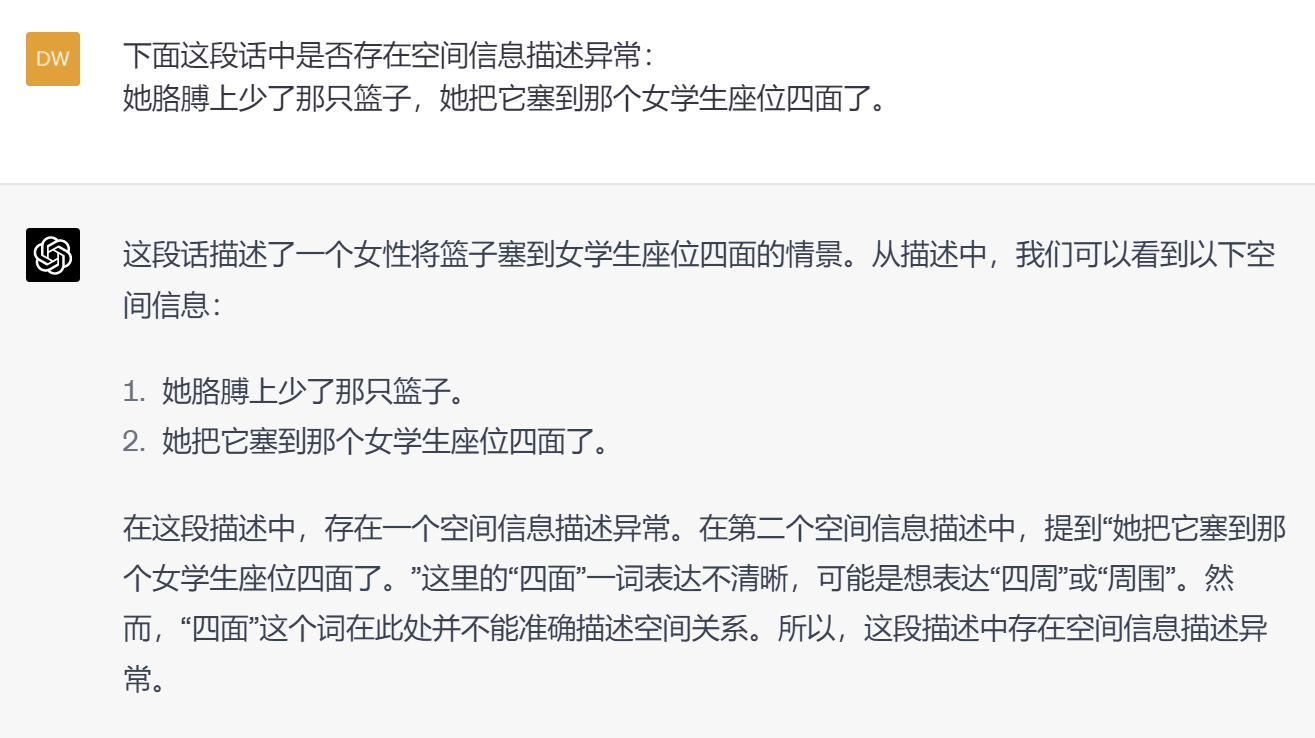 DW
下面这段话中是否存在空间信息描述异常：
她胳膊上少了那只篮子，她把它塞到那个女学生座位四面了。
这段话描述了一个女性将篮子塞到女学生座位四面的情景。从描述中，我们可以看到以下空
间信息：
1. 她胳膊上少了那只篮子。
2. 她把它塞到那个女学生座位四面了。
在这段描述中，存在一个空间信息描述异常。在第二个空间信息描述中，提到“她把它塞到那
个女学生座位四面了。”这里的“四面”一词表达不清晰，可能是想表达“四周”或“周围”。然
而，“四面”这个词在此处并不能准确描述空间关系。所以，这段描述中存在空间信息描述异
常。